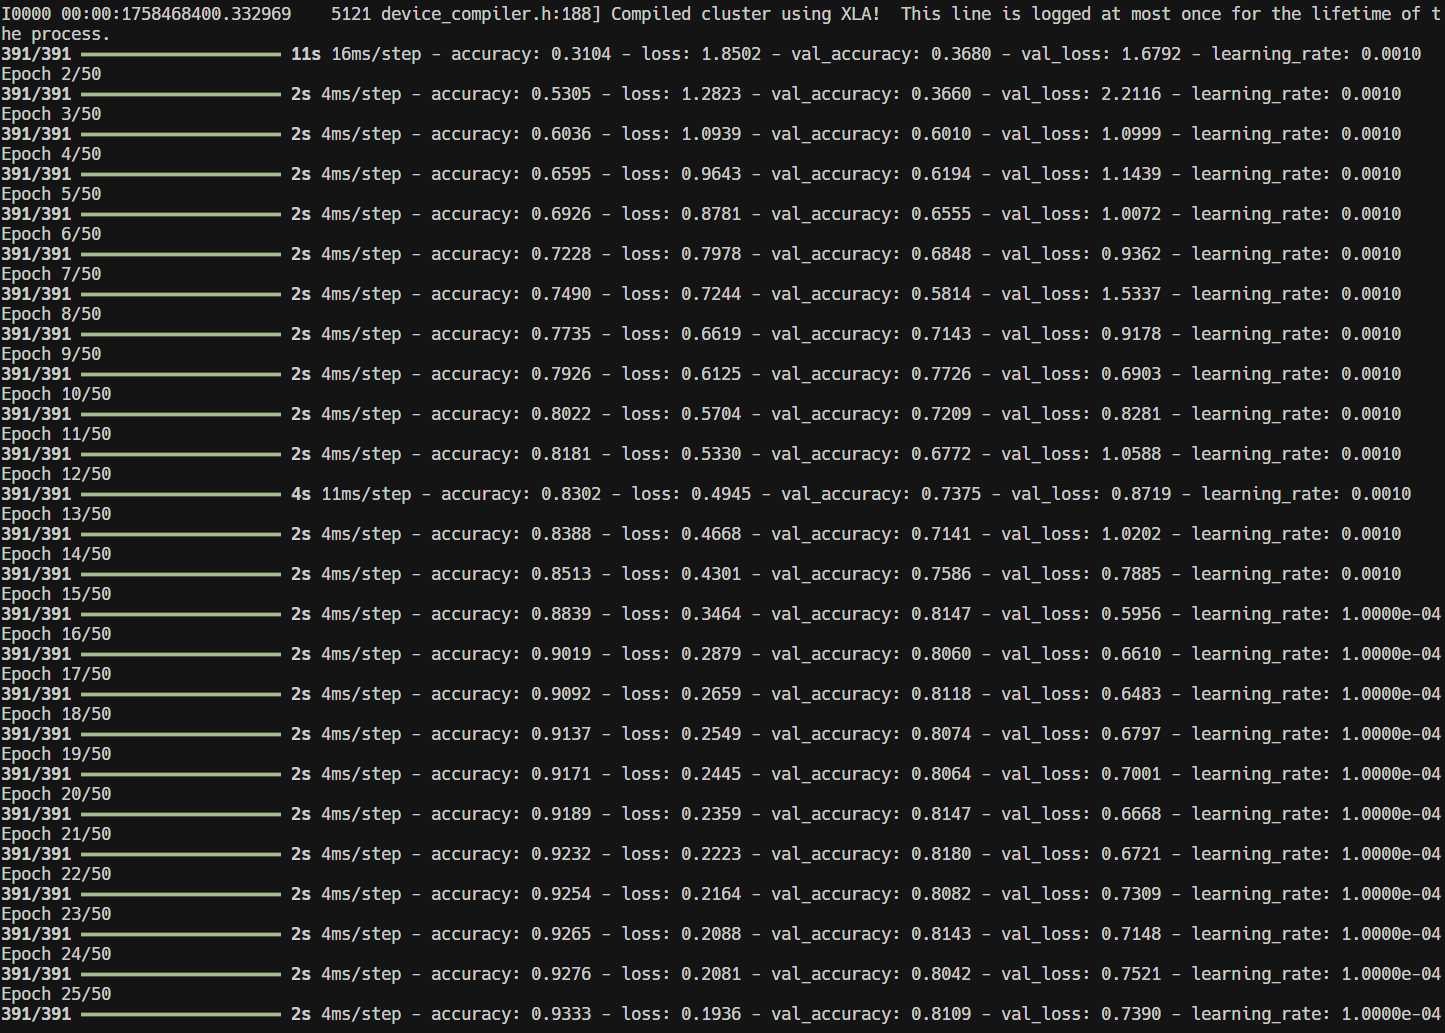 I0000 00:00:1758468400.332969    5121 device_compiler.h:188] Compiled cluster using XLA!  This line is logged at most once for the lifetime of t
he process.
391/391 11s 16ms/step - accuracy: 0.3104 - loss: 1.8502 - val_accuracy: 0.3680 - val_loss: 1.6792 - learning_rate: 0.0010
Epoch 2/50
391/391 2s 4ms/step - accuracy: 0.5305 - loss: 1.2823 - val_accuracy: 0.3660 - val_loss: 2.2116 - learning_rate: 0.0010
Epoch 3/50
391/391 2s 4ms/step - accuracy: 0.6036 - loss: 1.0939 - val_accuracy: 0.6010 - val_loss: 1.0999 - learning_rate: 0.0010
Epoch 4/50
391/391 2s 4ms/step - accuracy: 0.6595 - loss: 0.9643 - val_accuracy: 0.6194 - val_loss: 1.1439 - learning_rate: 0.0010
Epoch 5/50
391/391 2s 4ms/step - accuracy: 0.6926 - loss: 0.8781 - val_accuracy: 0.6555 - val_loss: 1.0072 - learning_rate: 0.0010
Epoch 6/50
391/391 2s 4ms/step - accuracy: 0.7228 - loss: 0.7978 - val_accuracy: 0.6848 - val_loss: 0.9362 - learning_rate: 0.0010
Epoch 7/50
391/391 2s 4ms/step - accuracy: 0.7490 - loss: 0.7244 - val_accuracy: 0.5814 - val_loss: 1.5337 - learning_rate: 0.0010
Epoch 8/50
391/391 2s 4ms/step - accuracy: 0.7735 - loss: 0.6619 - val_accuracy: 0.7143 - val_loss: 0.9178 - learning_rate: 0.0010
Epoch 9/50
391/391 2s 4ms/step - accuracy: 0.7926 - loss: 0.6125 - val_accuracy: 0.7726 - val_loss: 0.6903 - learning_rate: 0.0010
Epoch 10/50
391/391 2s 4ms/step - accuracy: 0.8022 - loss: 0.5704 - val_accuracy: 0.7209 - val_loss: 0.8281 - learning_rate: 0.0010
Epoch 11/50
391/391 2s 4ms/step - accuracy: 0.8181 - loss: 0.5330 - val_accuracy: 0.6772 - val_loss: 1.0588 - learning_rate: 0.0010
Epoch 12/50
391/391 4s 11ms/step - accuracy: 0.8302 - loss: 0.4945 - val_accuracy: 0.7375 - val_loss: 0.8719 - learning_rate: 0.0010
Epoch 13/50
391/391 2s 4ms/step - accuracy: 0.8388 - loss: 0.4668 - val_accuracy: 0.7141 - val_loss: 1.0202 - learning_rate: 0.0010
Epoch 14/50
391/391 2s 4ms/step - accuracy: 0.8513 - loss: 0.4301 - val_accuracy: 0.7586 - val_loss: 0.7885 - learning_rate: 0.0010
Epoch 15/50
391/391 2s 4ms/step - accuracy: 0.8839 - loss: 0.3464 - val_accuracy: 0.8147 - val_loss: 0.5956 - learning_rate: 1.0000e-04
Epoch 16/50
391/391 2s 4ms/step - accuracy: 0.9019 - loss: 0.2879 - val_accuracy: 0.8060 - val_loss: 0.6610 - learning_rate: 1.0000e-04
Epoch 17/50
391/391 2s 4ms/step - accuracy: 0.9092 - loss: 0.2659 - val_accuracy: 0.8118 - val_loss: 0.6483 - learning_rate: 1.0000e-04
Epoch 18/50
391/391 2s 4ms/step - accuracy: 0.9137 - loss: 0.2549 - val_accuracy: 0.8074 - val_loss: 0.6797 - learning_rate: 1.0000e-04
Epoch 19/50
391/391 2s 4ms/step - accuracy: 0.9171 - loss: 0.2445 - val_accuracy: 0.8064 - val_loss: 0.7001 - learning_rate: 1.0000e-04
Epoch 20/50
391/391 2s 4ms/step - accuracy: 0.9189 - loss: 0.2359 - val_accuracy: 0.8147 - val_loss: 0.6668 - learning_rate: 1.0000e-04
Epoch 21/50
391/391 2s 4ms/step - accuracy: 0.9232 - loss: 0.2223 - val_accuracy: 0.8180 - val_loss: 0.6721 - learning_rate: 1.0000e-04
Epoch 22/50
391/391 2s 4ms/step - accuracy: 0.9254 - loss: 0.2164 - val_accuracy: 0.8082 - val_loss: 0.7309 - learning_rate: 1.0000e-04
Epoch 23/50
391/391 2s 4ms/step - accuracy: 0.9265 - loss: 0.2088 - val_accuracy: 0.8143 - val_loss: 0.7148 - learning_rate: 1.0000e-04
Epoch 24/50
391/391 2s 4ms/step - accuracy: 0.9276 - loss: 0.2081 - val_accuracy: 0.8042 - val_loss: 0.7521 - learning_rate: 1.0000e-04
Epoch 25/50
391/391 2s 4ms/step - accuracy: 0.9333 - loss: 0.1936 - val_accuracy: 0.8109 - val_loss: 0.7390 - learning_rate: 1.0000e-04